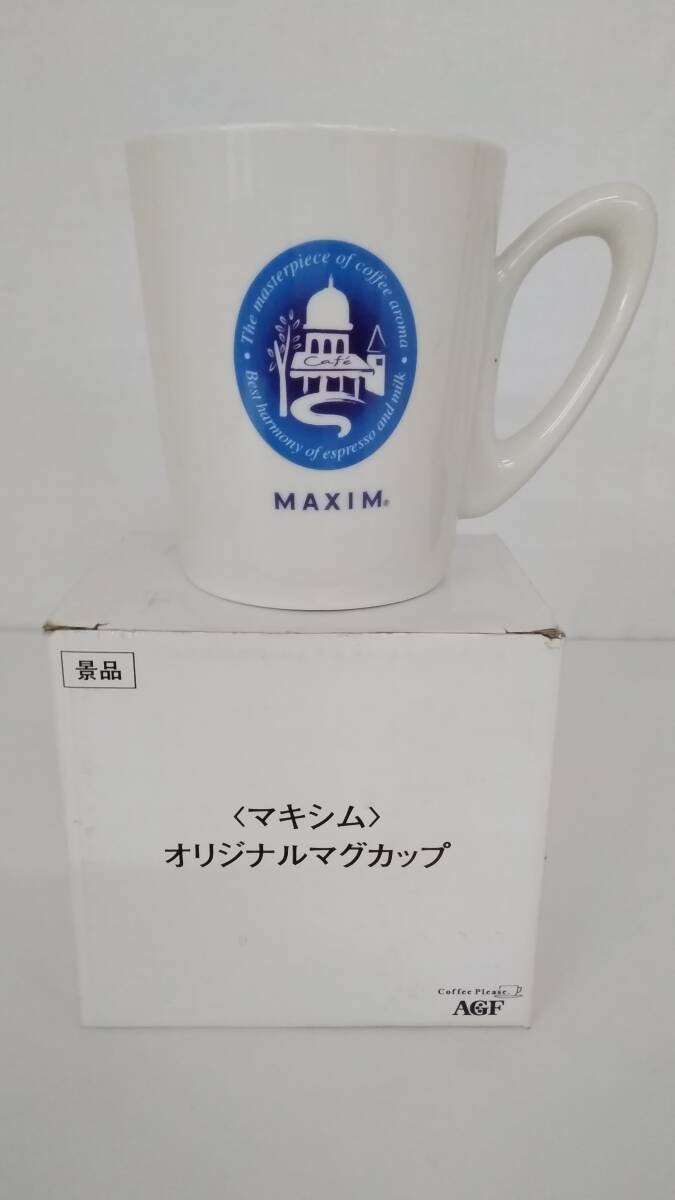 • The masterpiece of coffee aroma •
Café
Best harmony of espresso and milk
MAXIM®
景品
〈マキシム〉
オリジナルマグカップ
Coffee Please.
AGF